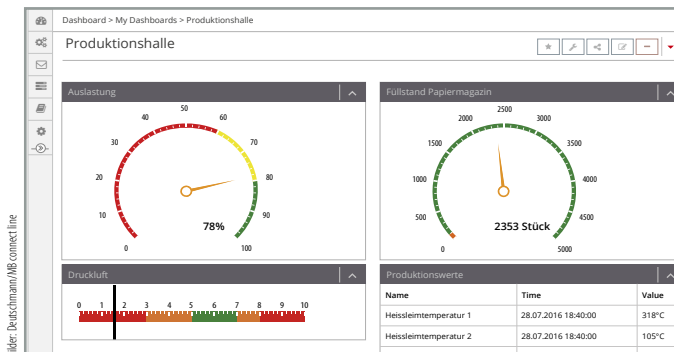 Dashboard > My Dashboards > Produktionshalle
Produktionshalle
Auslastung
0
10
20
30
40
50
60
70
80
90
100
78%
Füllstand Papiermagazin
0
500
1000
1500
2000
2500
3000
3500
4000
4500
5000
2353 Stück
Druckluft
0 1 2 3 4 5 6 7 8 9 10
Produktionswerte
Name Time Value
Heissleimtemperatur 1 28.07.2016 18:40:00 318°C
Heissleimtemperatur 2 28.07.2016 18:40:00 105°C
ilder: Deutschmann/MB connect line